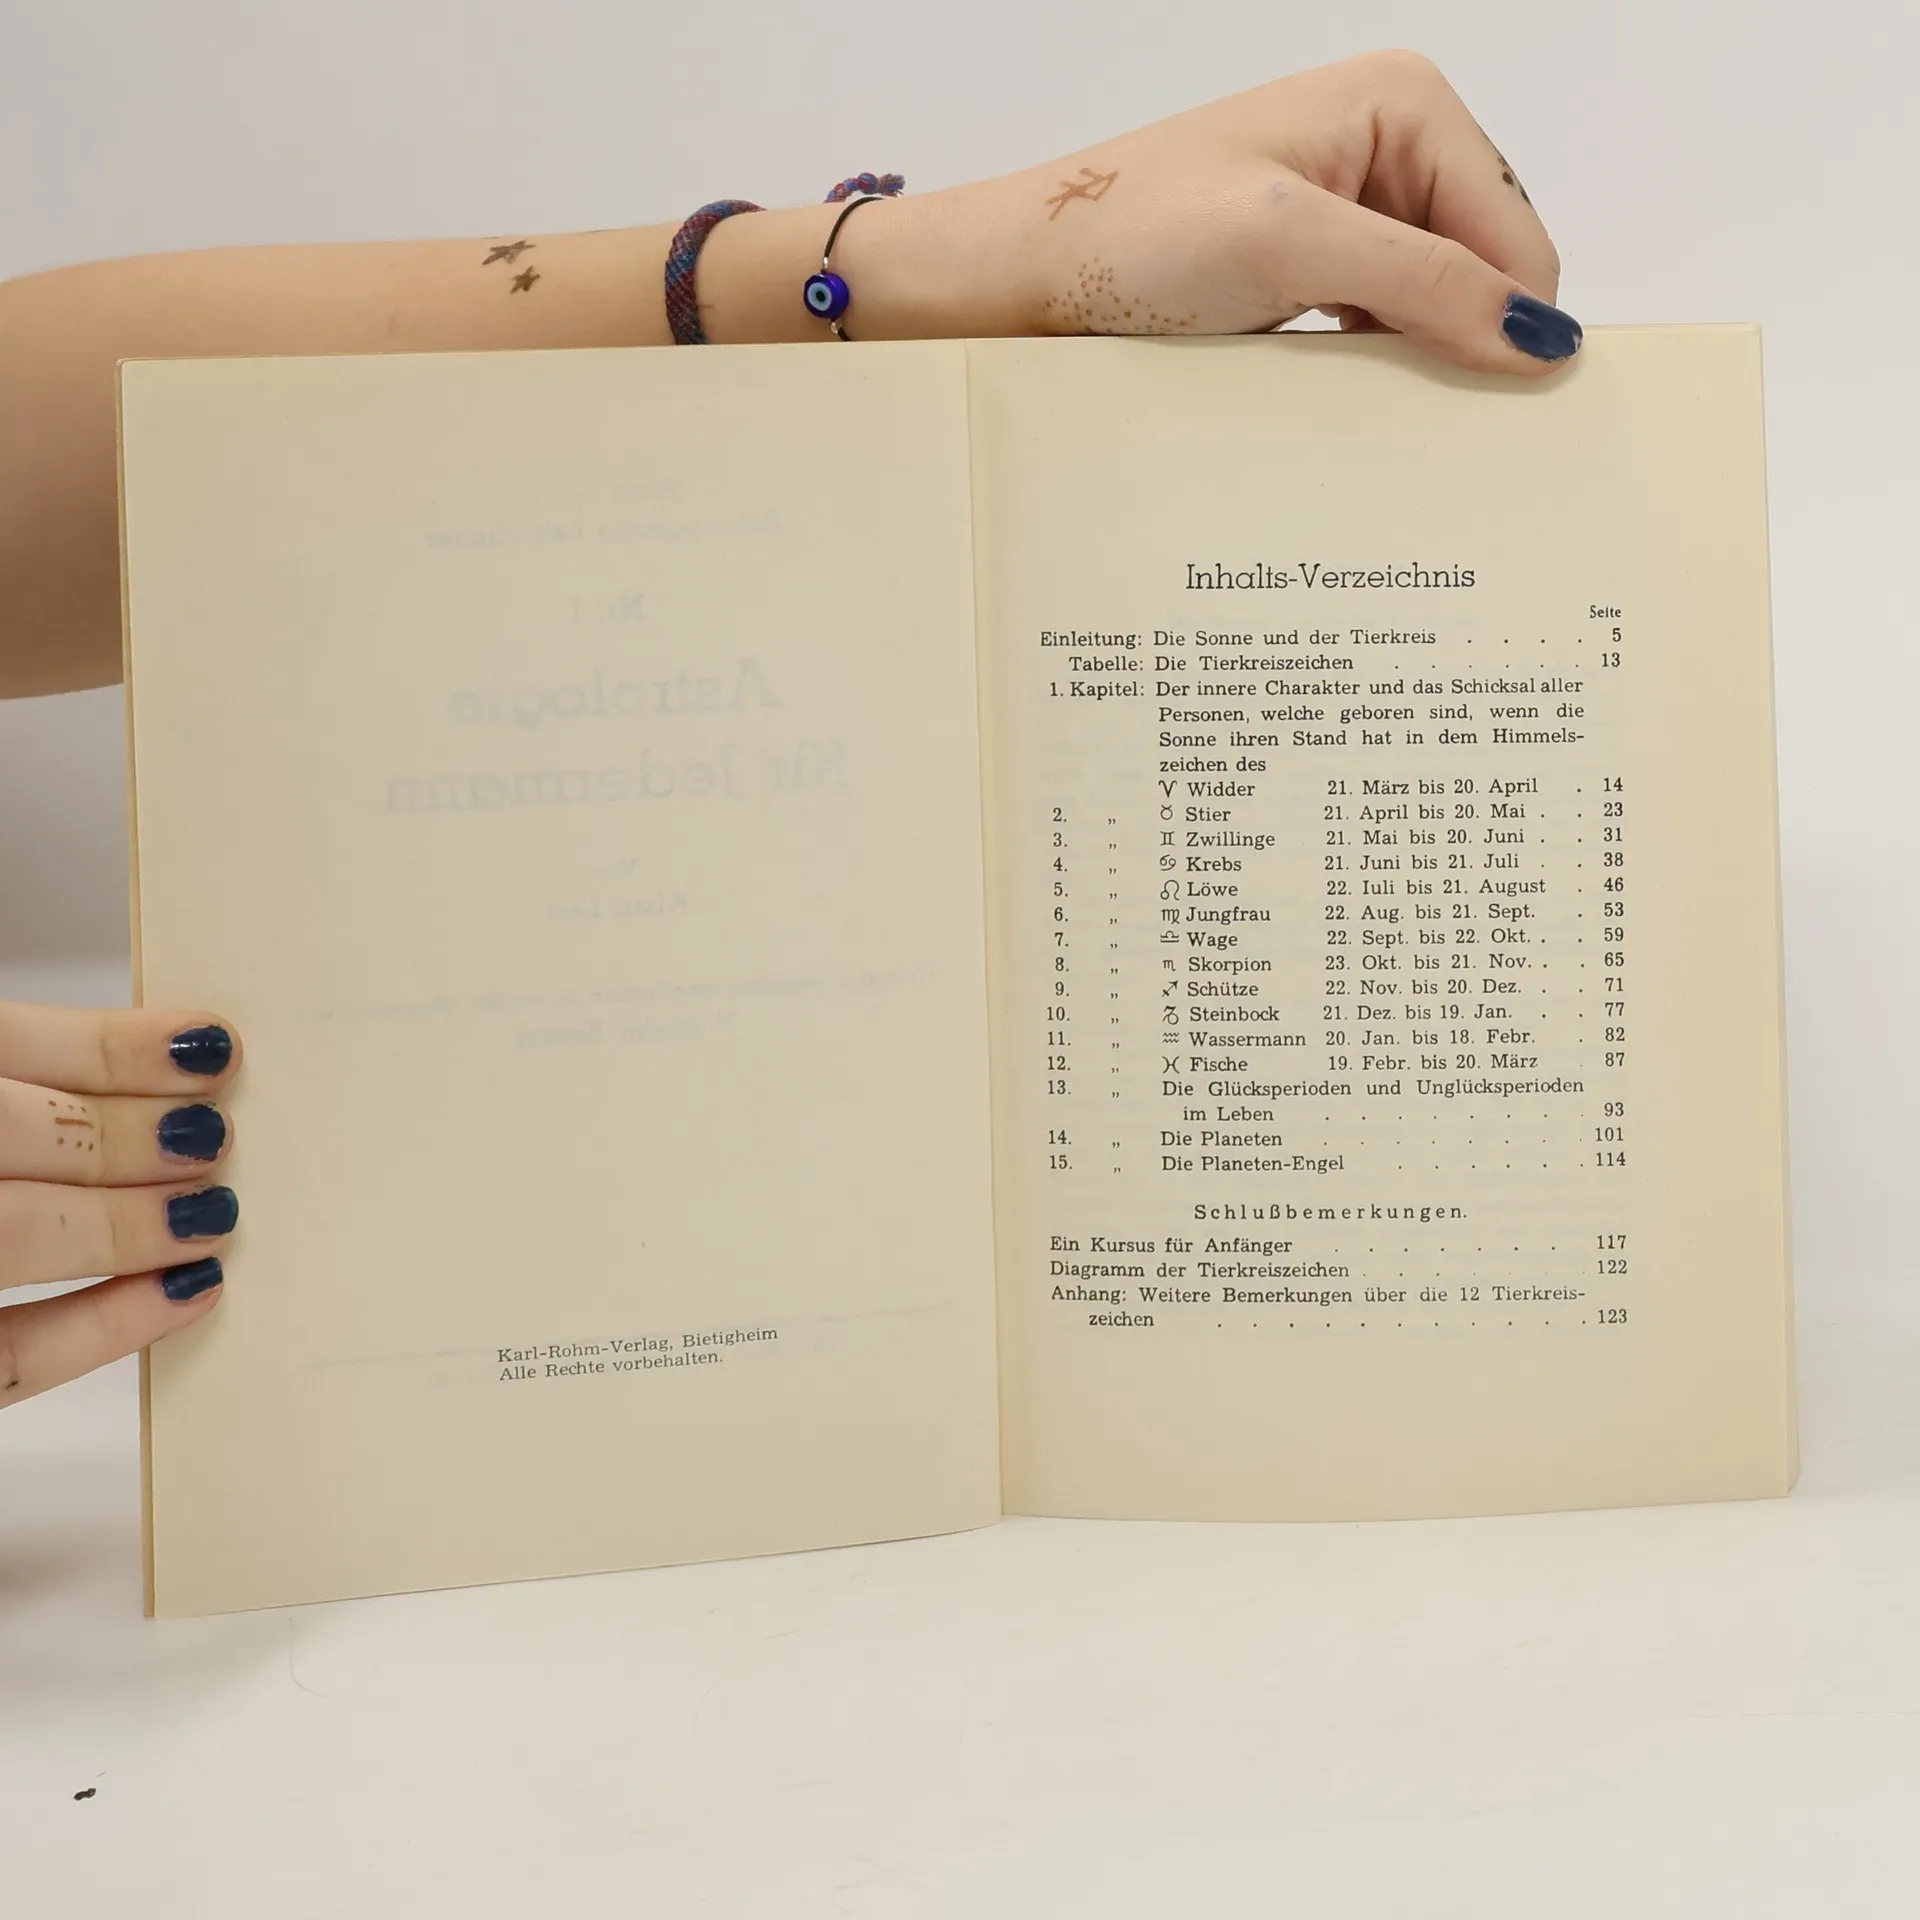 Karl-Rohm-Verlag, Bietigheim
Alle Rechte vorbehalten.
Inhalts-Verzeichnis
Seite
Einleitung: Die Sonne und der Tierkreis . . . . 5
Tabelle: Die Tierkreiszeichen . . . . . . 13
1. Kapitel: Der innere Charakter und das Schicksal aller
Personen, welche geboren sind, wenn die
Sonne ihren Stand hat in dem Himmels-
zeichen des
♈ Widder 21. März bis 20. April . 14
2. „ ♉ Stier 21. April bis 20. Mai . . 23
3. „ ♊ Zwillinge 21. Mai bis 20. Juni . . 31
4. „ ♋ Krebs 21. Juni bis 21. Juli . . 38
5. „ ♌ Löwe 22. Iuli bis 21. August . 46
6. „ ♍ Jungfrau 22. Aug. bis 21. Sept. . 53
7. „ ♎ Wage 22. Sept. bis 22. Okt. . . 59
8. „ ♏ Skorpion 23. Okt. bis 21. Nov. . . 65
9. „ ♐ Schütze 22. Nov. bis 20. Dez. . . 71
10. „ ♑ Steinbock 21. Dez. bis 19. Jan. . . 77
11. „ ♒ Wassermann 20. Jan. bis 18. Febr. . 82
12. „ ♓ Fische 19. Febr. bis 20. März . 87
13. „ Die Glücksperioden und Unglücksperioden
im Leben . . . . . . . . 93
14. „ Die Planeten . . . . . . . . 101
15. „ Die Planeten-Engel . . . . . . 114
Schlußbemerkungen.
Ein Kursus für Anfänger . . . . . . . 117
Diagramm der Tierkreiszeichen . . . . . . . 122
Anhang: Weitere Bemerkungen über die 12 Tierkreis-
zeichen . . . . . . . . . . . 123